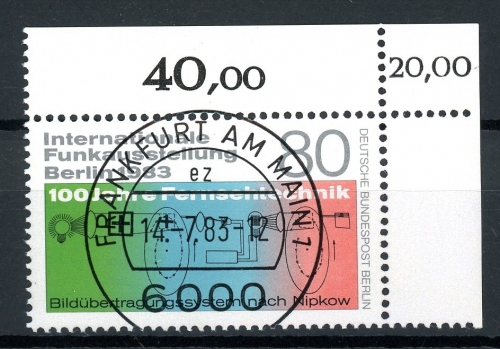 40,00
20,00
Internationale
Funkausstellung
Berlin 1983
80
100 Jahre Fernsehtechnik
Bildübertragungssystem nach Nipkow
DEUTSCHE BUNDESPOST BERLIN
FRANKFURT AM MAIN 1
ez
14.-7.83-12
6000